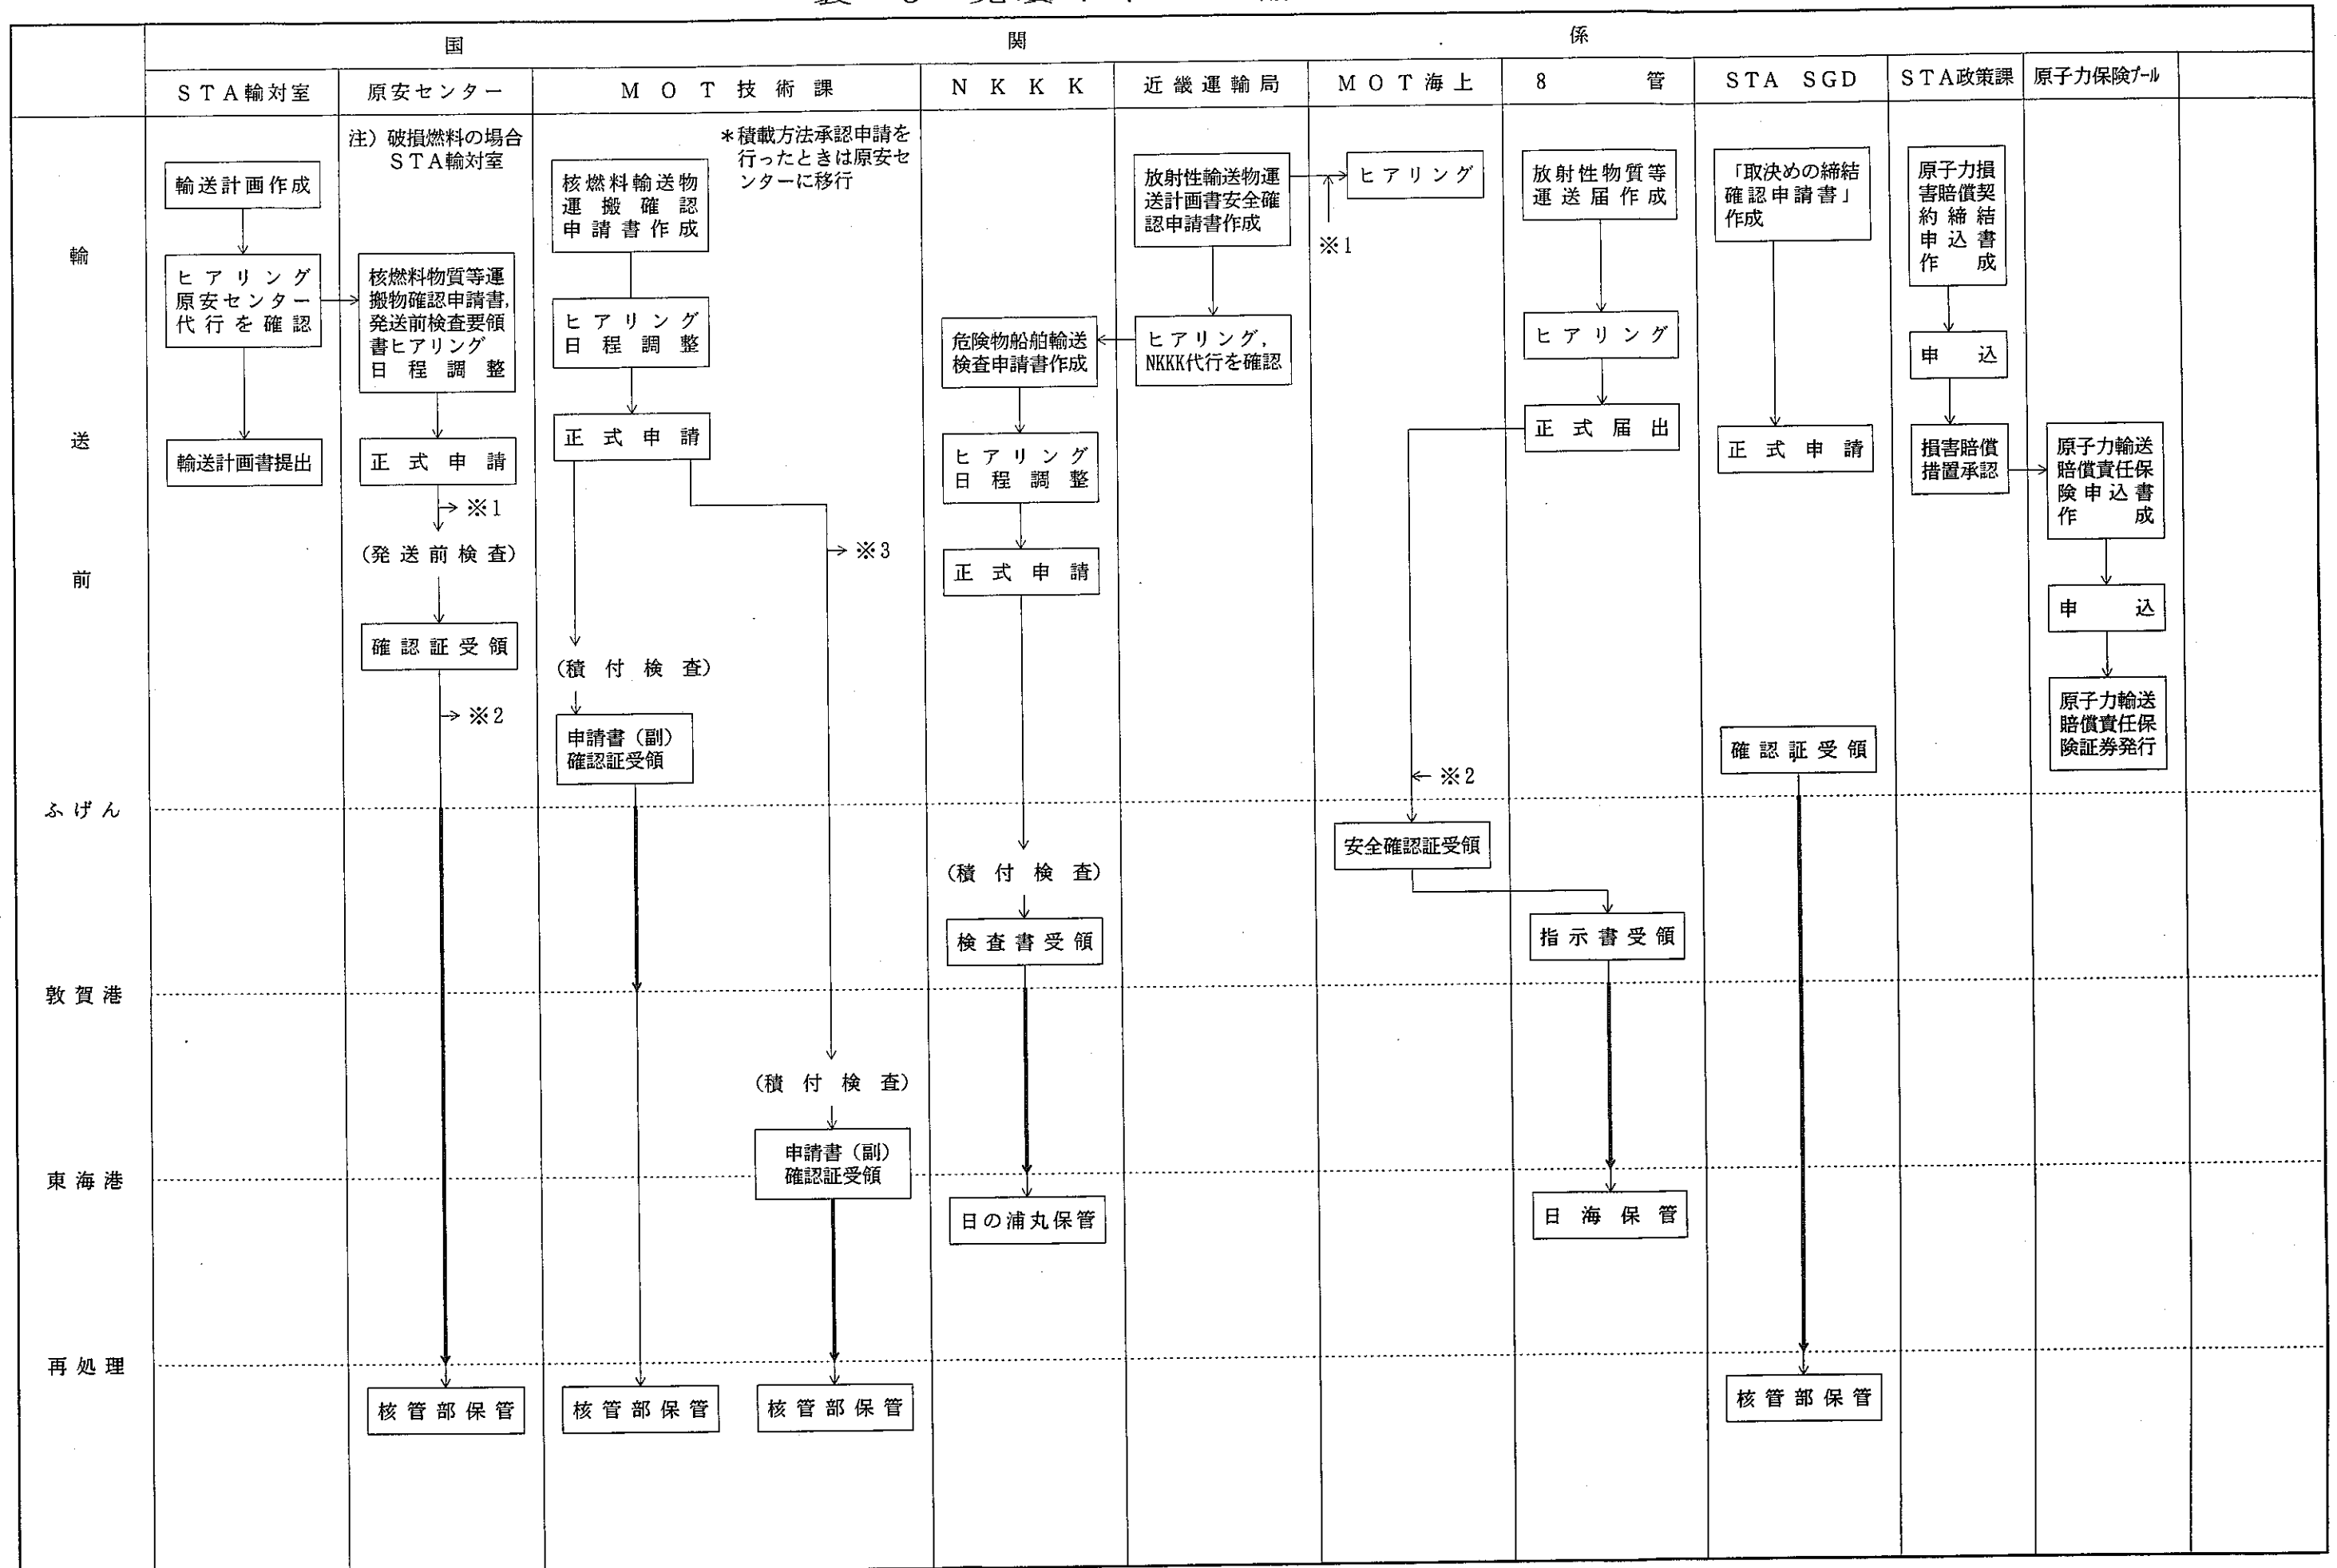 国 関 係
STA輸対室
原安センター
MOT技術課
NKKK
近畿運輸局
MOT海上
8 管
STA SGD
STA政策課
原子力保険プール
輸
送
前
ふげん
敦賀港
東海港
再処理
輸送計画作成
ヒアリング
原安センター
代行を確認
輸送計画書提出
注)破損燃料の場合
STA輸対室
核燃料物質等運
搬物確認申請書,
発送前検査要領
書ヒアリング
日程調整
正式申請
※1
(発送前検査)
確認証受領
※2
核管部保管
*積載方法承認申請を
行ったときは原安セ
ンターに移行
核燃料輸送物
運搬確認
申請書作成
ヒアリング
日程調整
正式申請
※3
(積付検査)
申請書(副)
確認証受領
核管部保管
(積付検査)
申請書(副)
確認証受領
核管部保管
危険物船舶輸送
検査申請書作成
ヒアリング
日程調整
正式申請
(積付検査)
検査書受領
日の浦丸保管
放射性輸送物運
送計画書安全確
認申請書作成
ヒアリング,
NKKK代行を確認
ヒアリング
※1
※2
安全確認証受領
放射性物質等
運送届作成
ヒアリング
正式届出
指示書受領
日海保管
「取決めの締結
確認申請書」
作成
正式申請
確認証受領
核管部保管
原子力損
害賠償契
約締結
申込書
作成
申込
損害賠償
措置承認
原子力輸送
賠償責任保
険申込書
作成
申込
原子力輸送
賠償責任保
険証券発行